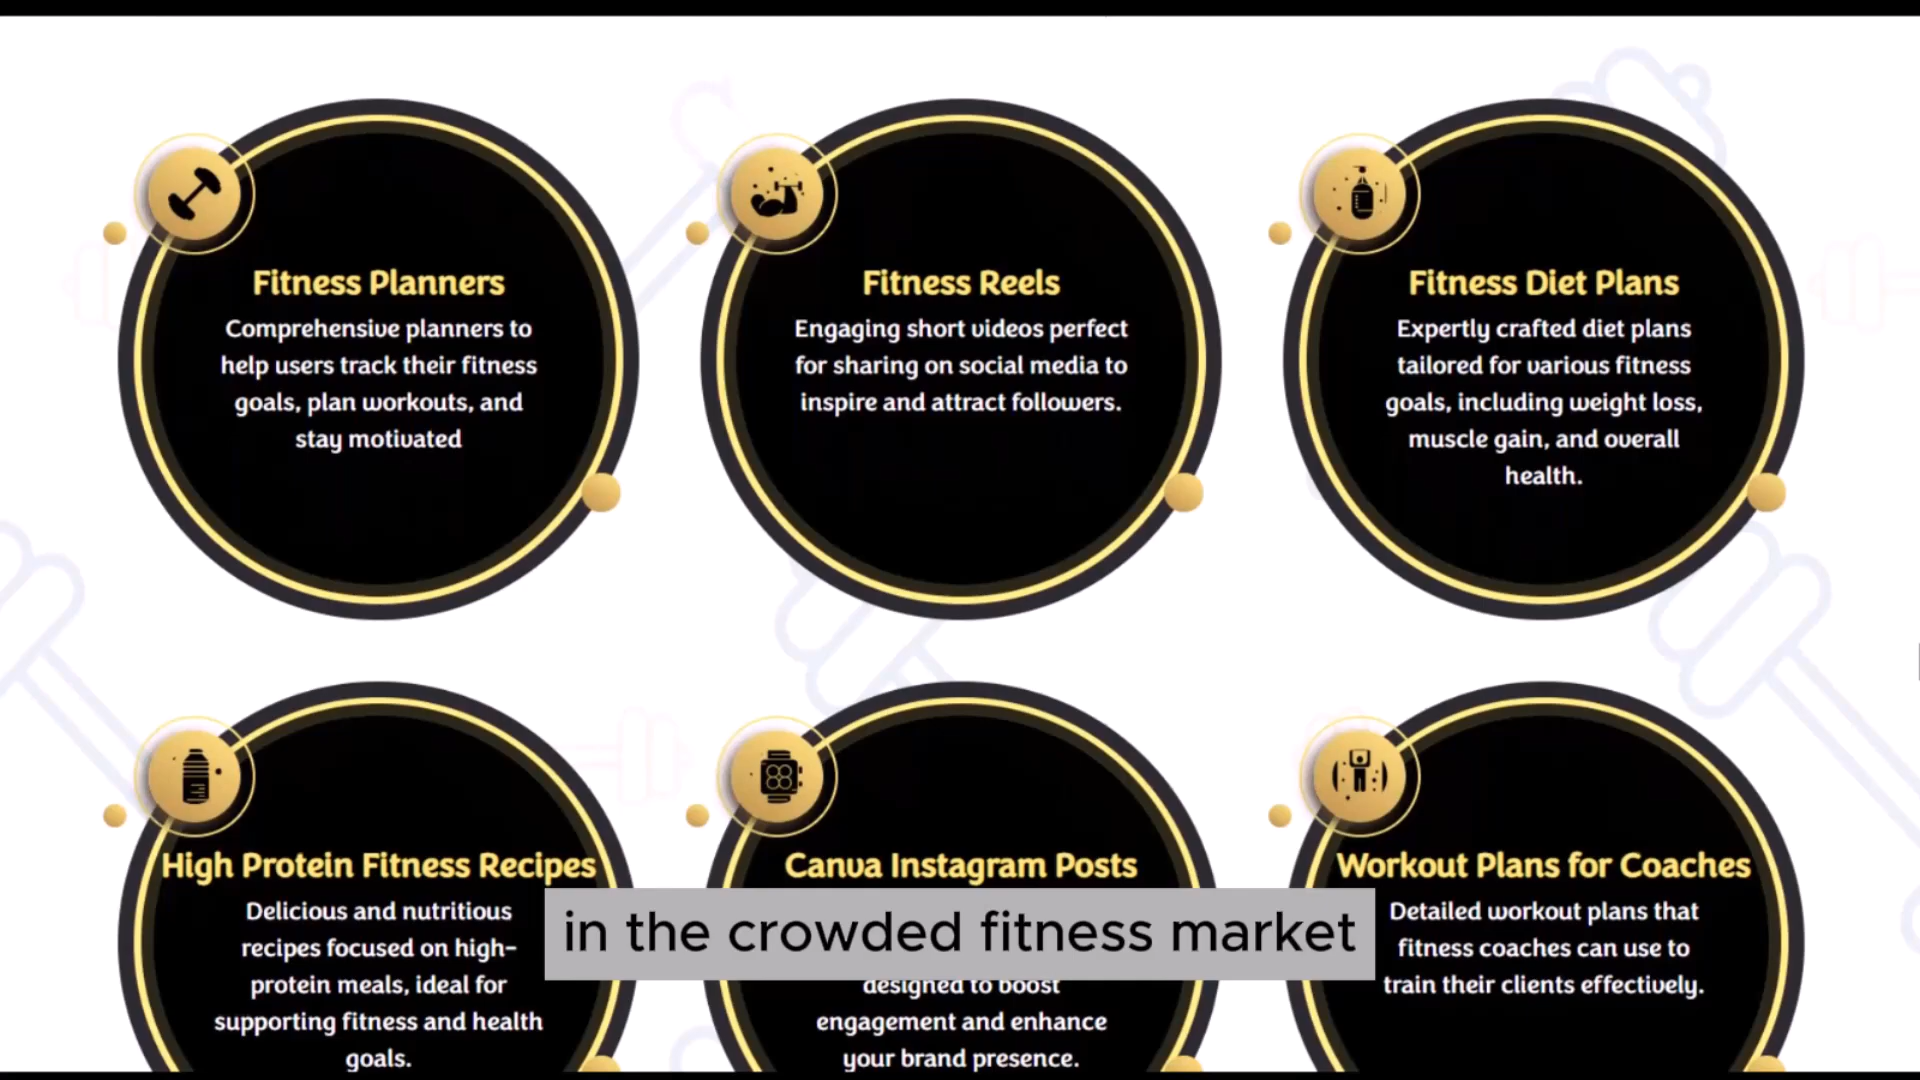 Fitness Planners
Comprehensive planners to
help users track their fitness
goals, plan workouts, and
stay motivated
Fitness Reels
Engaging short videos perfect
for sharing on social media to
inspire and attract followers.
Fitness Diet Plans
Expertly crafted diet plans
tailored for various fitness
goals, including weight loss,
muscle gain, and overall
health.
High Protein Fitness Recipes
Delicious and nutritious
recipes focused on high-
protein meals, ideal for
supporting fitness and health
goals.
Canva Instagram Posts
designed to boost
engagement and enhance
your brand presence.
Workout Plans for Coaches
Detailed workout plans that
fitness coaches can use to
train their clients effectively.
in the crowded fitness market